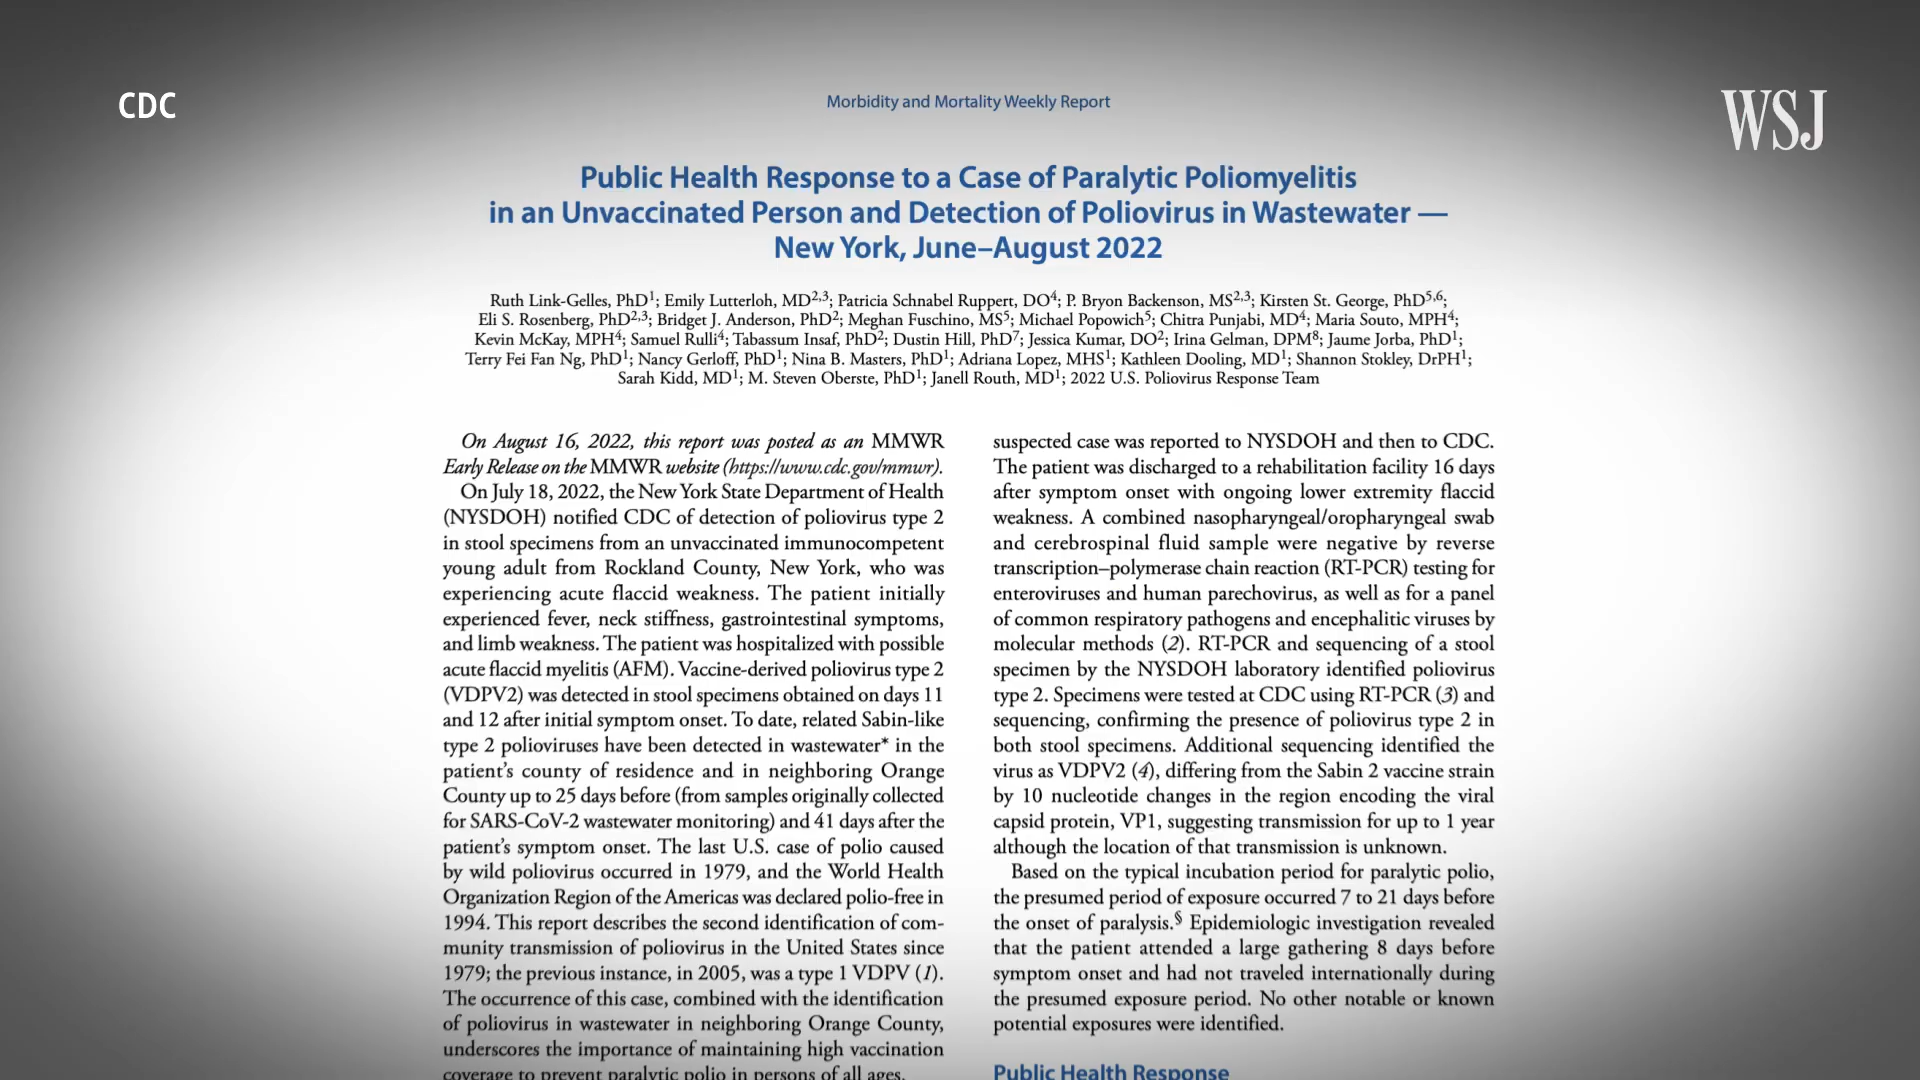 CDC
WSJ
Morbidity and Mortality Weekly Report
Public Health Response to a Case of Paralytic Poliomyelitis
in an Unvaccinated Person and Detection of Poliovirus in Wastewater —
New York, June–August 2022
Ruth Link-Gelles, PhD1; Emily Lutterloh, MD2,3; Patricia Schnabel Ruppert, DO4; P. Bryon Backenson, MS2,3; Kirsten St. George, PhD5,6;
Eli S. Rosenberg, PhD2,3; Bridget J. Anderson, PhD2; Meghan Fuschino, MS5; Michael Popowich5; Chitra Punjabi, MD4; Maria Souto, MPH4;
Kevin McKay, MPH4; Samuel Rulli4; Tabassum Insaf, PhD2; Dustin Hill, PhD7; Jessica Kumar, DO2; Irina Gelman, DPM8; Jaume Jorba, PhD1;
Terry Fei Fan Ng, PhD1; Nancy Gerloff, PhD1; Nina B. Masters, PhD1; Adriana Lopez, MHS1; Kathleen Dooling, MD1; Shannon Stokley, DrPH1;
Sarah Kidd, MD1; M. Steven Oberste, PhD1; Janell Routh, MD1; 2022 U.S. Poliovirus Response Team
On August 16, 2022, this report was posted as an MMWR
Early Release on the MMWR website (https://www.cdc.gov/mmwr).
On July 18, 2022, the New York State Department of Health
(NYSDOH) notified CDC of detection of poliovirus type 2
in stool specimens from an unvaccinated immunocompetent
young adult from Rockland County, New York, who was
experiencing acute flaccid weakness. The patient initially
experienced fever, neck stiffness, gastrointestinal symptoms,
and limb weakness. The patient was hospitalized with possible
acute flaccid myelitis (AFM). Vaccine-derived poliovirus type 2
(VDPV2) was detected in stool specimens obtained on days 11
and 12 after initial symptom onset. To date, related Sabin-like
type 2 polioviruses have been detected in wastewater* in the
patient's county of residence and in neighboring Orange
County up to 25 days before (from samples originally collected
for SARS-CoV-2 wastewater monitoring) and 41 days after the
patient's symptom onset. The last U.S. case of polio caused
by wild poliovirus occurred in 1979, and the World Health
Organization Region of the Americas was declared polio-free in
1994. This report describes the second identification of com-
munity transmission of poliovirus in the United States since
1979; the previous instance, in 2005, was a type 1 VDPV (1).
The occurrence of this case, combined with the identification
of poliovirus in wastewater in neighboring Orange County,
underscores the importance of maintaining high vaccination
coverage to prevent paralytic polio in persons of all ages.
suspected case was reported to NYSDOH and then to CDC.
The patient was discharged to a rehabilitation facility 16 days
after symptom onset with ongoing lower extremity flaccid
weakness. A combined nasopharyngeal/oropharyngeal swab
and cerebrospinal fluid sample were negative by reverse
transcription–polymerase chain reaction (RT-PCR) testing for
enteroviruses and human parechovirus, as well as for a panel
of common respiratory pathogens and encephalitic viruses by
molecular methods (2). RT-PCR and sequencing of a stool
specimen by the NYSDOH laboratory identified poliovirus
type 2. Specimens were tested at CDC using RT-PCR (3) and
sequencing, confirming the presence of poliovirus type 2 in
both stool specimens. Additional sequencing identified the
virus as VDPV2 (4), differing from the Sabin 2 vaccine strain
by 10 nucleotide changes in the region encoding the viral
capsid protein, VP1, suggesting transmission for up to 1 year
although the location of that transmission is unknown.
Based on the typical incubation period for paralytic polio,
the presumed period of exposure occurred 7 to 21 days before
the onset of paralysis.§ Epidemiologic investigation revealed
that the patient attended a large gathering 8 days before
symptom onset and had not traveled internationally during
the presumed exposure period. No other notable or known
potential exposures were identified.
Public Health Response